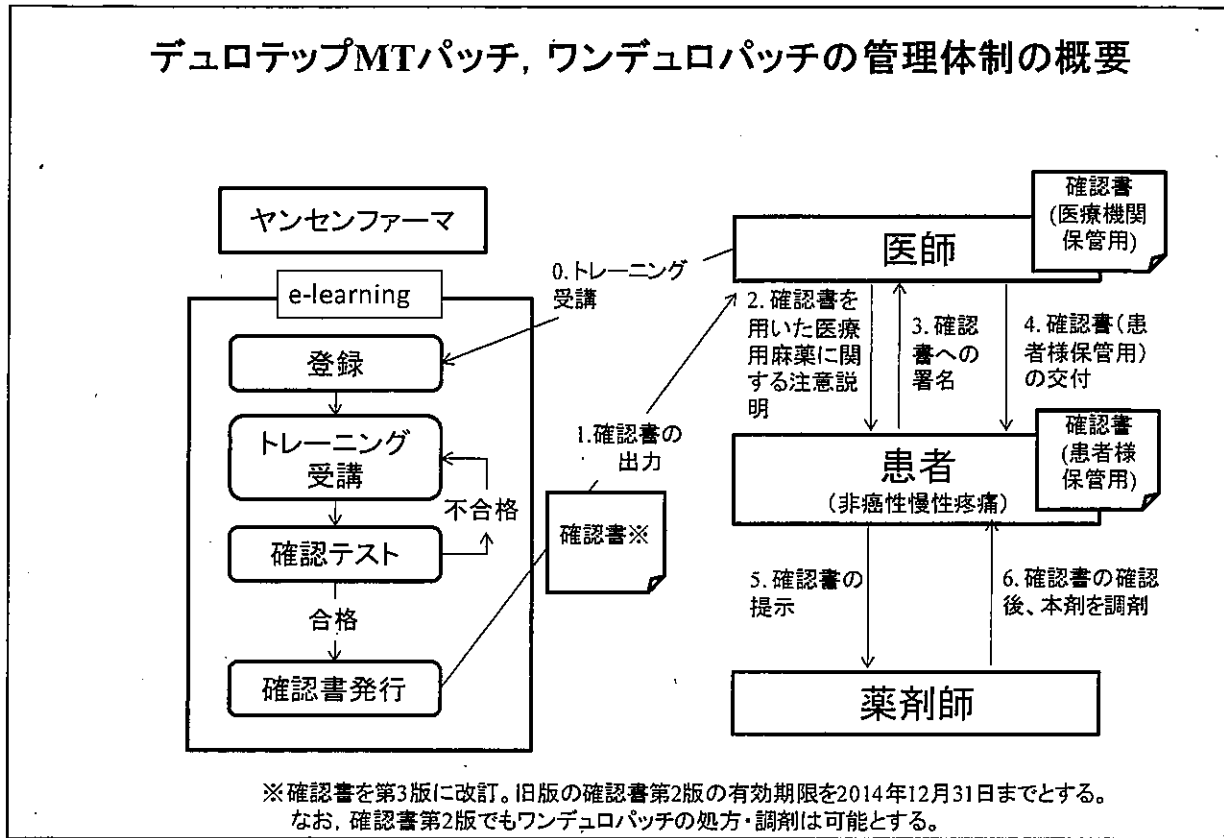 デュロテップMTパッチ，ワンデュロパッチの管理体制の概要
ヤンセンファーマ
e-learning
登録
トレーニング
受講
不合格
確認テスト
合格
確認書発行
0.トレーニング
受講
1.確認書の
出力
確認書※
医師
確認書
(医療機関
保管用)
2.確認書を
用いた医療
用麻薬に関
する注意説
明
3.確認
書への
署名
4.確認書(患
者様保管用)
の交付
患者
(非癌性慢性疼痛)
確認書
(患者様
保管用)
5.確認書の
提示
6.確認書の確認
後、本剤を調剤
薬剤師
※確認書を第3版に改訂。旧版の確認書第2版の有効期限を2014年12月31日までとする。
なお，確認書第2版でもワンデュロパッチの処方・調剤は可能とする。